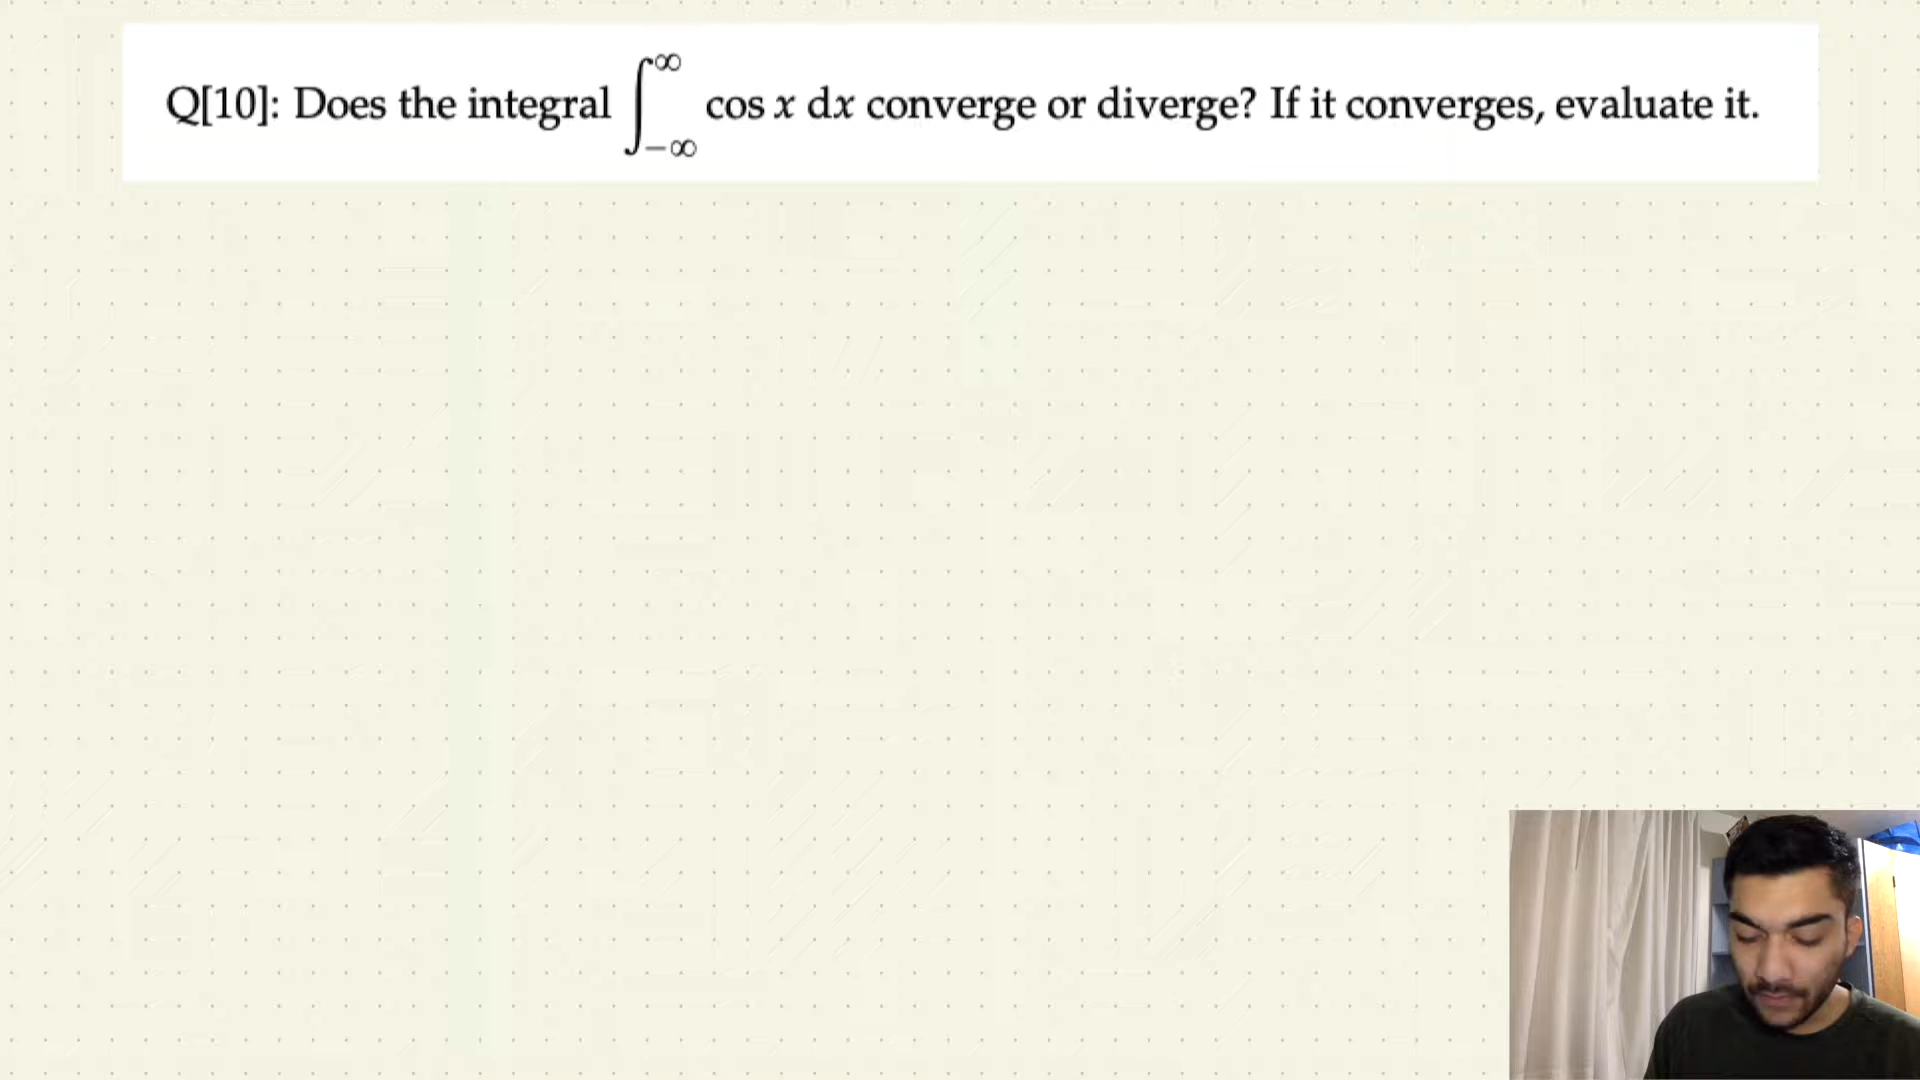 Q[10]: Does the integral ∫_{-∞}^{∞} cos x dx converge or diverge? If it converges, evaluate it.